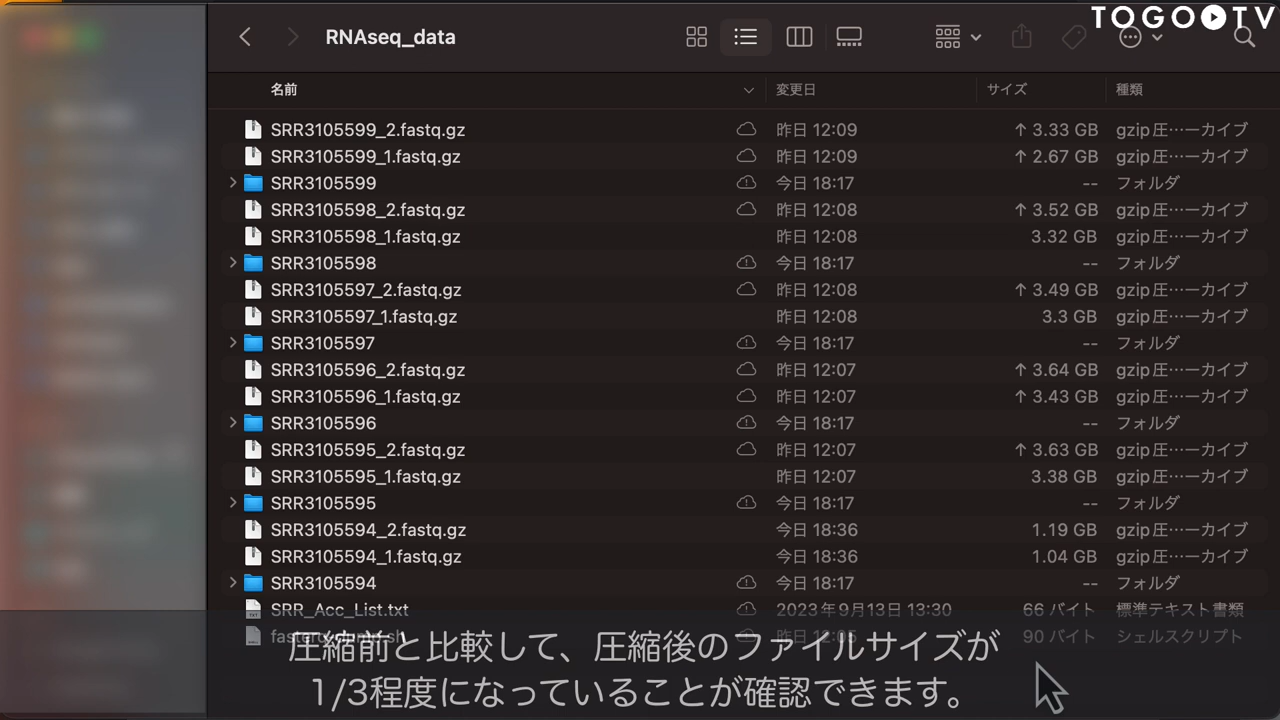 TOGO TV
RNAseq_data
名前 変更日 サイズ 種類
SRR3105599_2.fastq.gz 昨日 12:09 ↑ 3.33 GB gzip圧…ーカイブ
SRR3105599_1.fastq.gz 昨日 12:09 ↑ 2.67 GB gzip圧…ーカイブ
SRR3105599 今日 18:17 -- フォルダ
SRR3105598_2.fastq.gz 昨日 12:08 ↑ 3.52 GB gzip圧…ーカイブ
SRR3105598_1.fastq.gz 昨日 12:08 3.32 GB gzip圧…ーカイブ
SRR3105598 今日 18:17 -- フォルダ
SRR3105597_2.fastq.gz 昨日 12:08 ↑ 3.49 GB gzip圧…ーカイブ
SRR3105597_1.fastq.gz 昨日 12:08 3.3 GB gzip圧…ーカイブ
SRR3105597 今日 18:17 -- フォルダ
SRR3105596_2.fastq.gz 昨日 12:07 ↑ 3.64 GB gzip圧…ーカイブ
SRR3105596_1.fastq.gz 昨日 12:07 ↑ 3.43 GB gzip圧…ーカイブ
SRR3105596 今日 18:17 -- フォルダ
SRR3105595_2.fastq.gz 昨日 12:07 ↑ 3.63 GB gzip圧…ーカイブ
SRR3105595_1.fastq.gz 昨日 12:07 3.38 GB gzip圧…ーカイブ
SRR3105595 今日 18:17 -- フォルダ
SRR3105594_2.fastq.gz 今日 18:36 1.19 GB gzip圧…ーカイブ
SRR3105594_1.fastq.gz 今日 18:36 1.04 GB gzip圧…ーカイブ
SRR3105594 今日 18:17 -- フォルダ
SRR_Acc_List.txt 2023年9月13日 13:30 66 バイト 標準テキスト書類
90 バイト シェルスクリプト
圧縮前と比較して、圧縮後のファイルサイズが
1/3程度になっていることが確認できます。